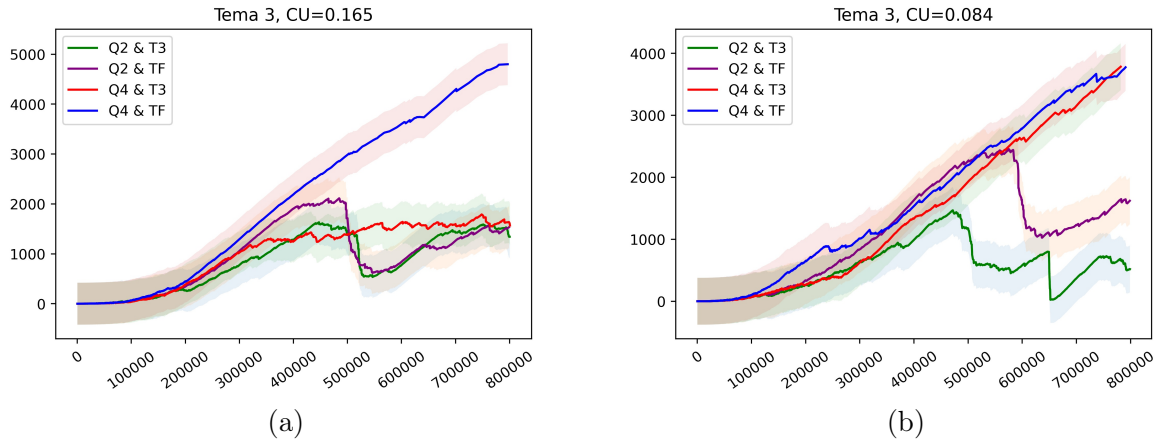 Tema 3, CU=0.165
5000
4000
3000
2000
1000
0
Q2 & T3
Q2 & TF
Q4 & T3
Q4 & TF
0
100000
200000
300000
400000
500000
600000
700000
800000
(a)
Tema 3, CU=0.084
4000
3000
2000
1000
0
Q2 & T3
Q2 & TF
Q4 & T3
Q4 & TF
0
100000
200000
300000
400000
500000
600000
700000
800000
(b)